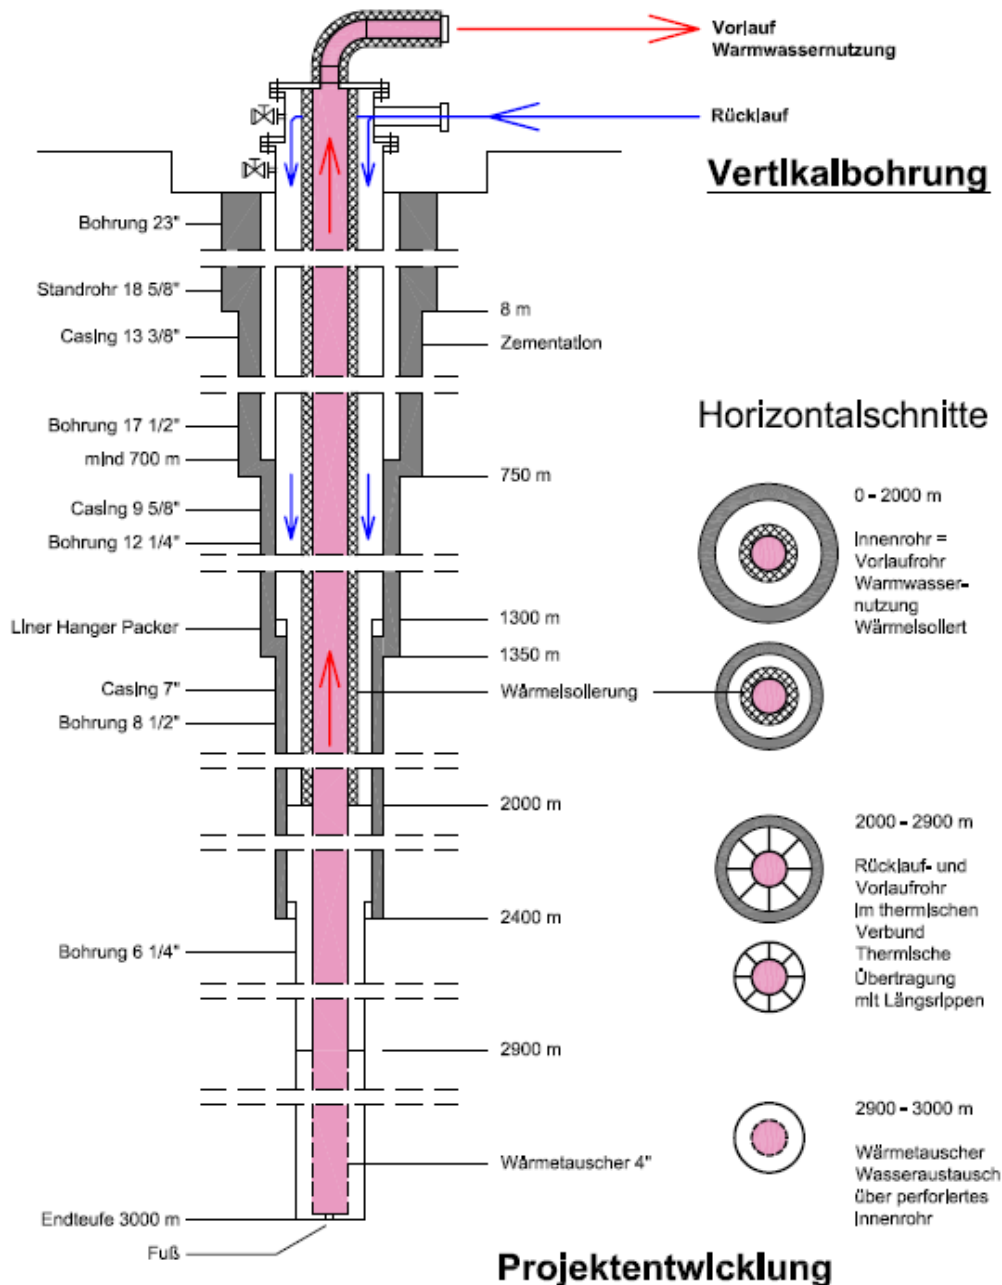 Vorlauf
Warmwassernutzung
Rücklauf
Vertikalbohrung
Bohrung 23"
Standrohr 18 5/8"
8 m
Casing 13 3/8"
Zementation
Bohrung 17 1/2"
mind 700 m
750 m
Casing 9 5/8"
Bohrung 12 1/4"
Liner Hanger Packer
1300 m
1350 m
Casing 7"
Wärmeisolierung
Bohrung 8 1/2"
2000 m
2400 m
Bohrung 6 1/4"
2900 m
Wärmetauscher 4"
Endteufe 3000 m
Fuß
Horizontalschnitte
0 - 2000 m
Innenrohr =
Vorlaufrohr
Warmwasser-
nutzung
Wärmeisoliert
2000 - 2900 m
Rücklauf- und
Vorlaufrohr
im thermischen
Verbund
Thermische
Übertragung
mit Längsrippen
2900 - 3000 m
Wärmetauscher
Wasseraustausch
über perforiertes
Innenrohr
Projektentwicklung